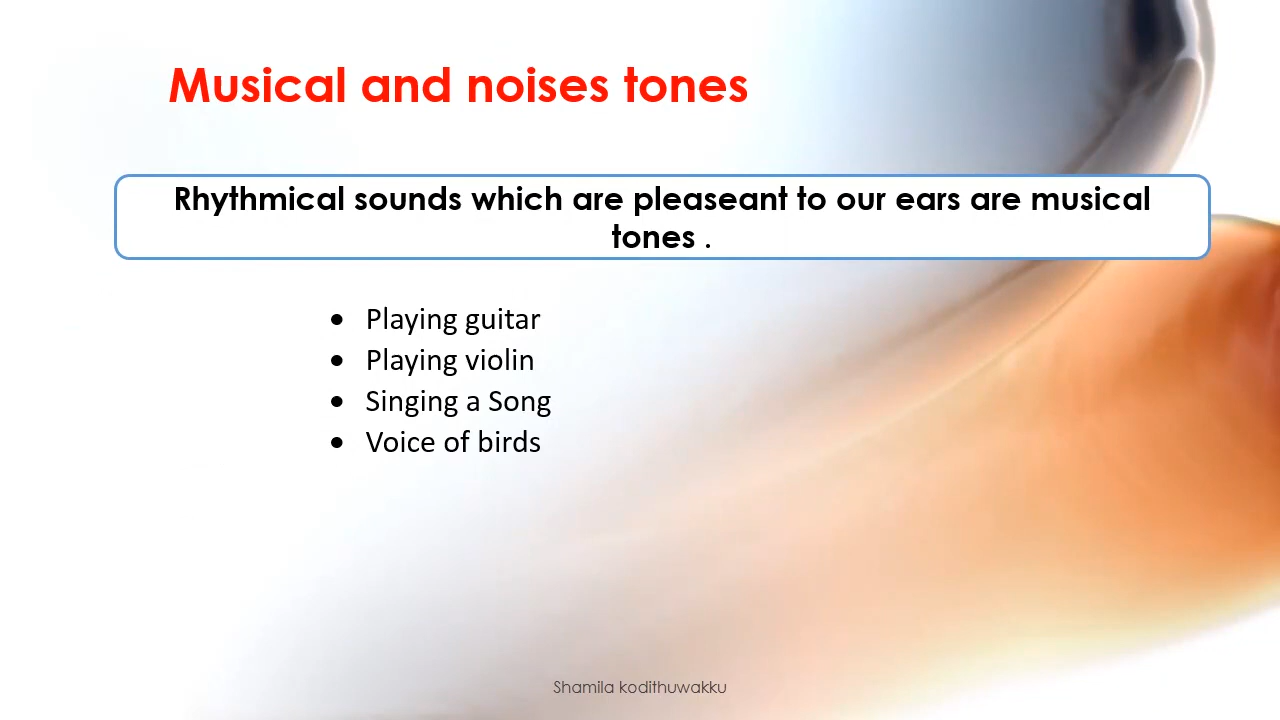 Musical and noises tones
Rhythmical sounds which are pleaseant to our ears are musical
tones .
• Playing guitar
• Playing violin
• Singing a Song
• Voice of birds
Shamila kodithuwakku